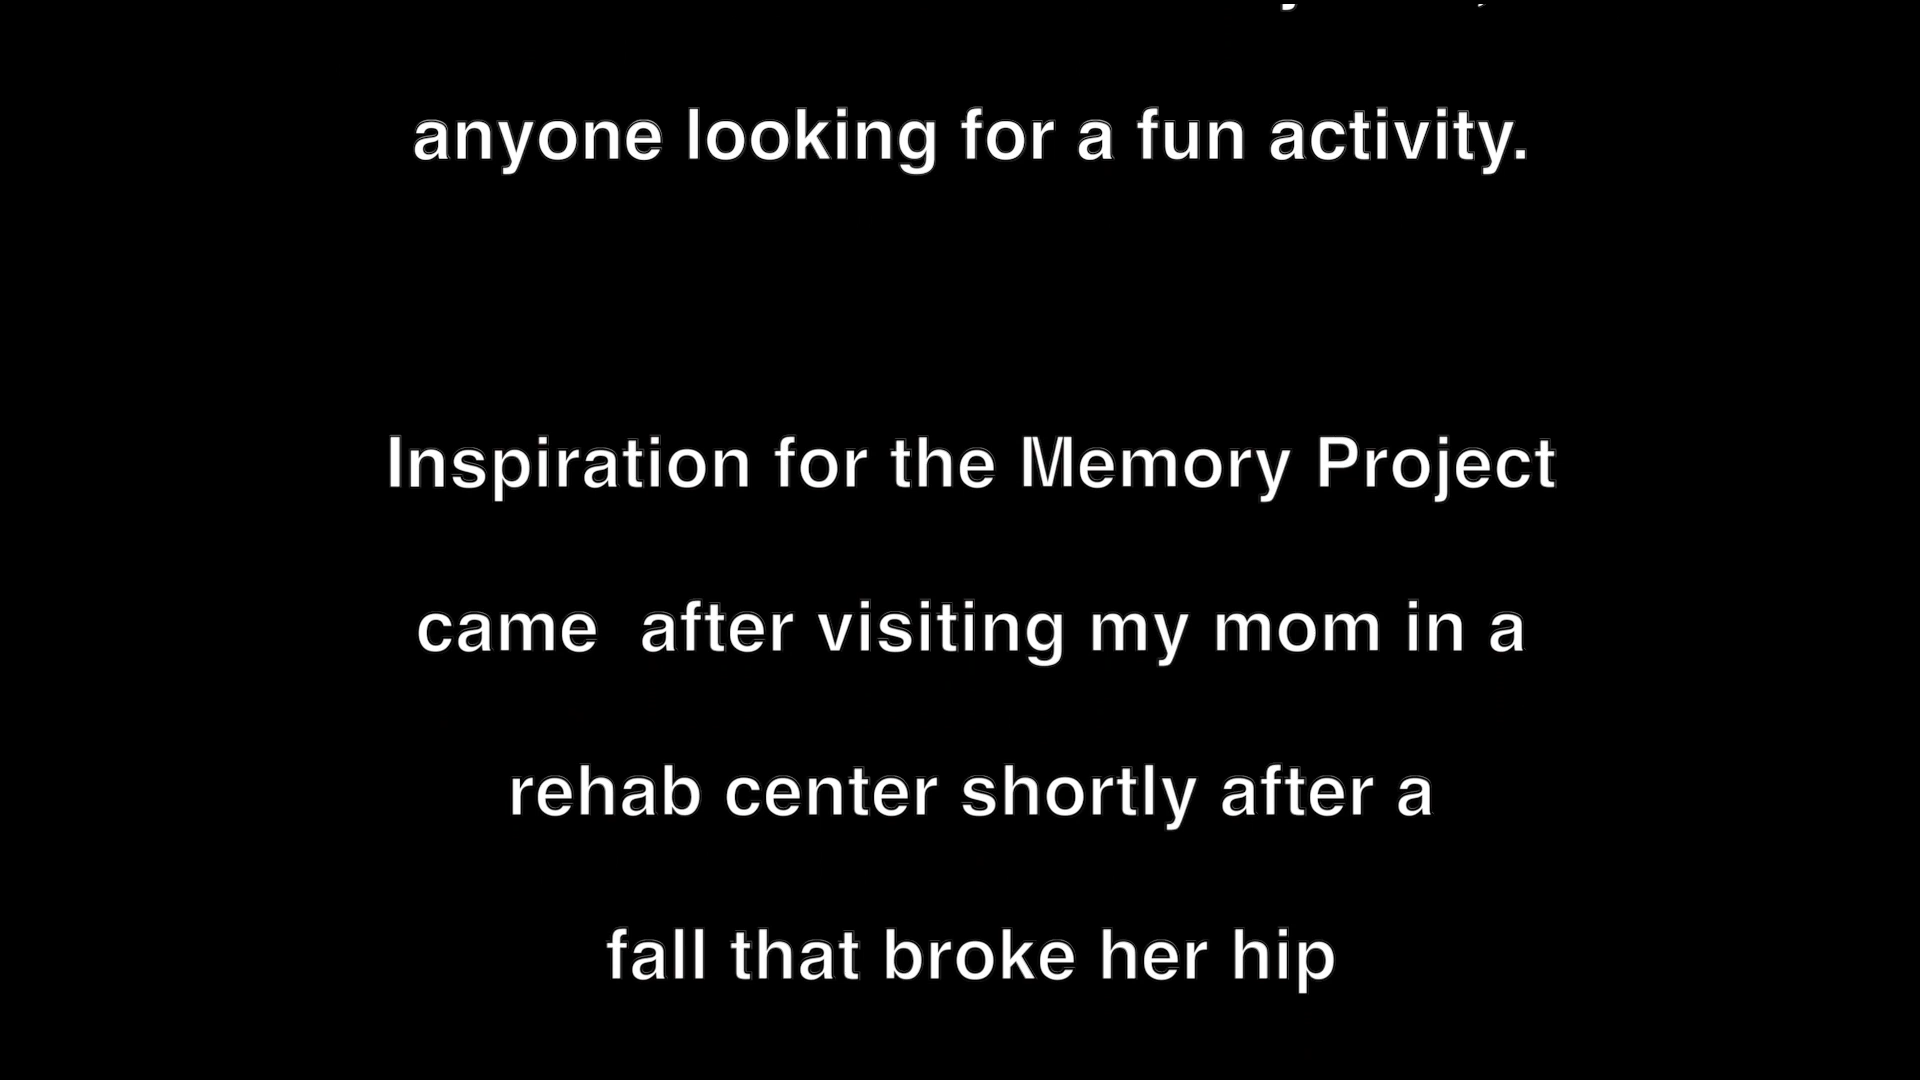 anyone looking for a fun activity.
Inspiration for the Memory Project
came  after visiting my mom in a
rehab center shortly after a
fall that broke her hip